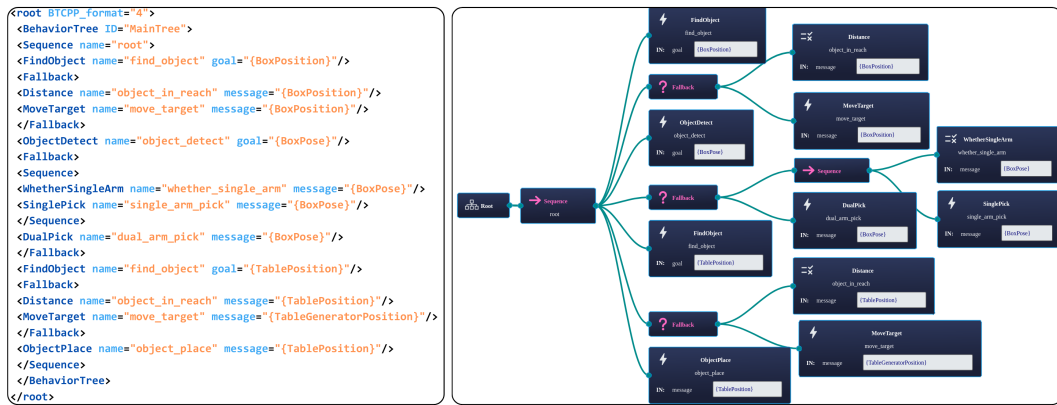 <root BTCPP_format="4">
<BehaviorTree ID="MainTree">
<Sequence name="root">
<FindObject name="find_object" goal="{BoxPosition}"/>
<Fallback>
<Distance name="object_in_reach" message="{BoxPosition}"/>
<MoveTarget name="move_target" message="{BoxPosition}"/>
</Fallback>
<ObjectDetect name="object_detect" goal="{BoxPose}"/>
<Fallback>
<Sequence>
<WhetherSingleArm name="whether_single_arm" message="{BoxPose}"/>
<SinglePick name="single_arm_pick" message="{BoxPose}"/>
</Sequence>
<DualPick name="dual_arm_pick" message="{BoxPose}"/>
</Fallback>
<FindObject name="find_object" goal="{TablePosition}"/>
<Fallback>
<Distance name="object_in_reach" message="{TablePosition}"/>
<MoveTarget name="move_target" message="{TableGeneratorPosition}"/>
</Fallback>
<ObjectPlace name="object_place" message="{TablePosition}"/>
</Sequence>
</BehaviorTree>
</root>
Root
Sequence
root
FindObject
find_object
IN: goal {BoxPosition}
Fallback
Distance
object_in_reach
IN: message {BoxPosition}
MoveTarget
move_target
IN: message {BoxPosition}
ObjectDetect
object_detect
IN: goal {BoxPose}
Fallback
Sequence
WhetherSingleArm
whether_single_arm
IN: message {BoxPose}
SinglePick
single_arm_pick
IN: message {BoxPose}
DualPick
dual_arm_pick
IN: message {BoxPose}
FindObject
find_object
IN: goal {TablePosition}
Fallback
Distance
object_in_reach
IN: message {TablePosition}
MoveTarget
move_target
IN: message {TableGeneratorPosition}
ObjectPlace
object_place
IN: message {TablePosition}